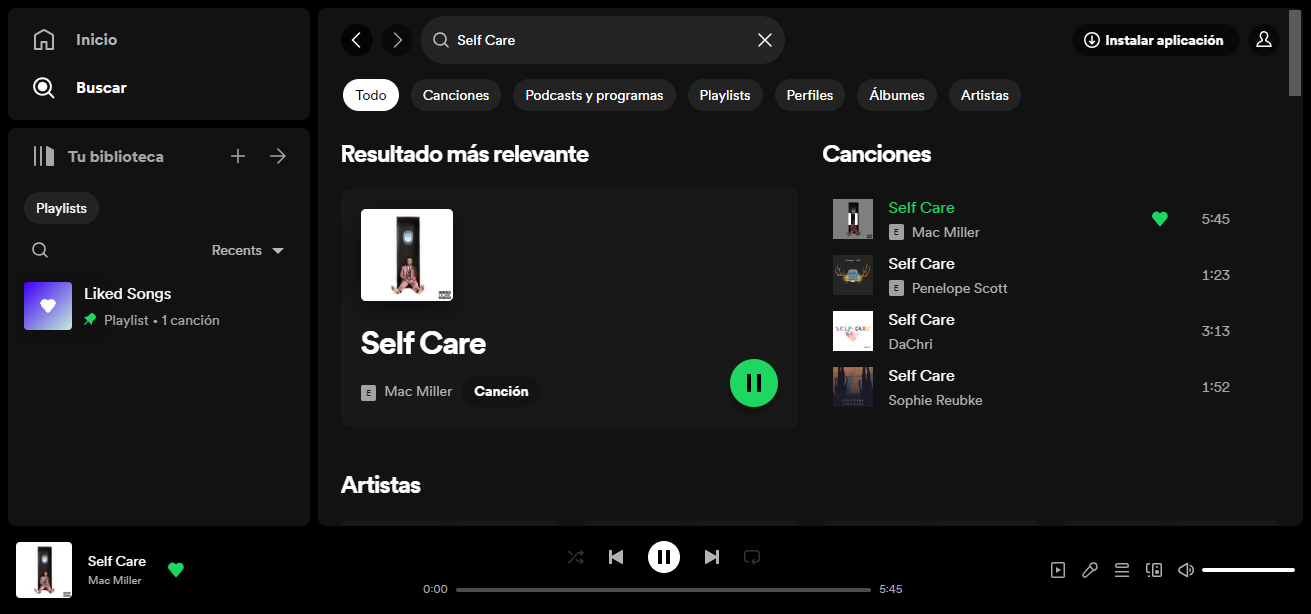 Inicio
Buscar
Tu biblioteca
Playlists
Recents
Liked Songs
Playlist • 1 canción
Self Care
Instalar aplicación
Todo
Canciones
Podcasts y programas
Playlists
Perfiles
Álbumes
Artistas
Resultado más relevante
Self Care
E Mac Miller Canción
Canciones
Self Care
E Mac Miller
5:45
Self Care
E Penelope Scott
1:23
Self Care
DaChri
3:13
Self Care
Sophie Reubke
1:52
Artistas
Self Care
Mac Miller
0:00
5:45